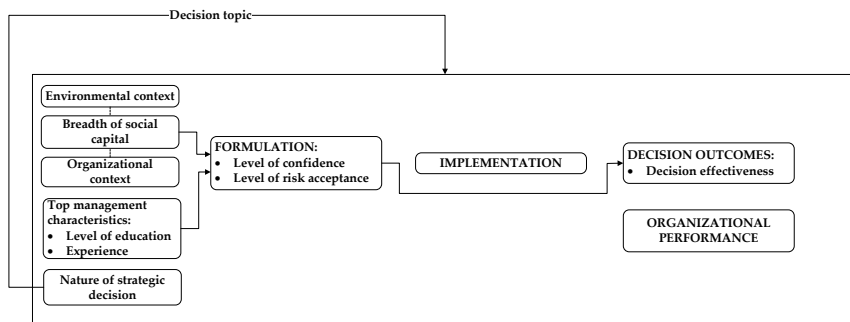 Decision topic
Environmental context
Breadth of social
capital
Organizational
context
Top management
characteristics:
• Level of education
• Experience
Nature of strategic
decision
FORMULATION:
• Level of confidence
• Level of risk acceptance
IMPLEMENTATION
DECISION OUTCOMES:
• Decision effectiveness
ORGANIZATIONAL
PERFORMANCE